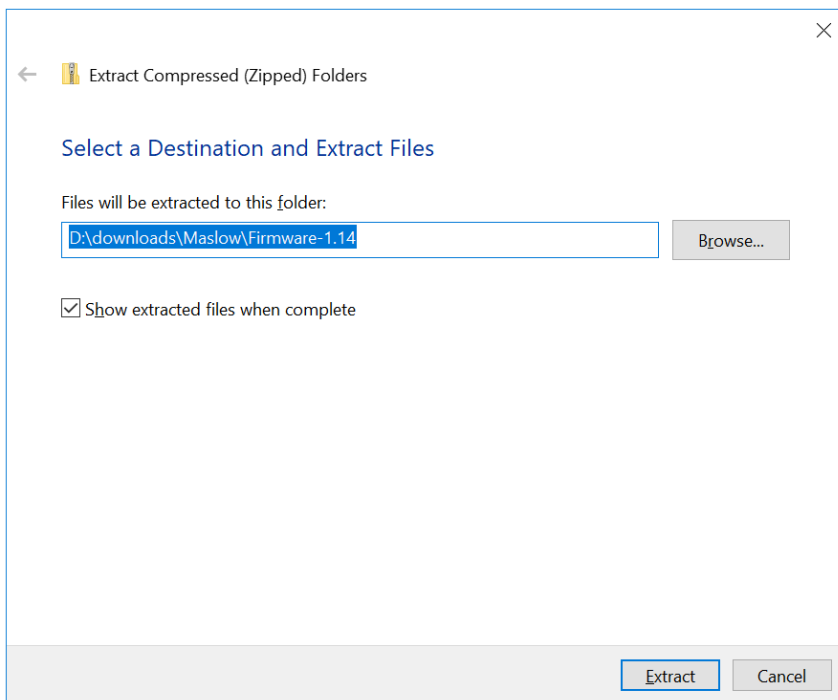 Extract Compressed (Zipped) Folders
Select a Destination and Extract Files
Files will be extracted to this folder:
D:\downloads\Maslow\Firmware-1.14
Browse...
Show extracted files when complete
Extract
Cancel